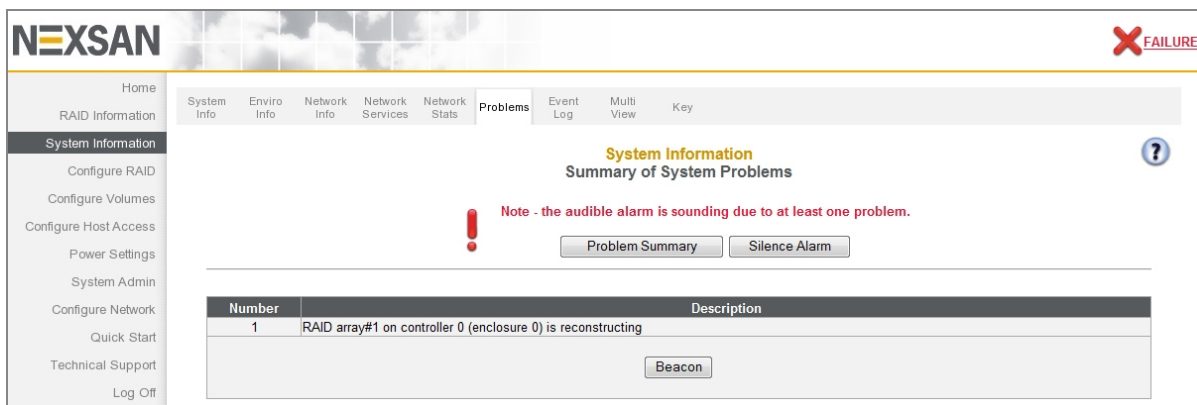 NEXSAN
FAILURE
Home
RAID Information
System Information
Configure RAID
Configure Volumes
Configure Host Access
Power Settings
System Admin
Configure Network
Quick Start
Technical Support
Log Off
System Info
Enviro Info
Network Info
Network Services
Network Stats
Problems
Event Log
Multi View
Key
System Information
Summary of System Problems
?
Note - the audible alarm is sounding due to at least one problem.
Problem Summary
Silence Alarm
Number Description
1 RAID array#1 on controller 0 (enclosure 0) is reconstructing
Beacon